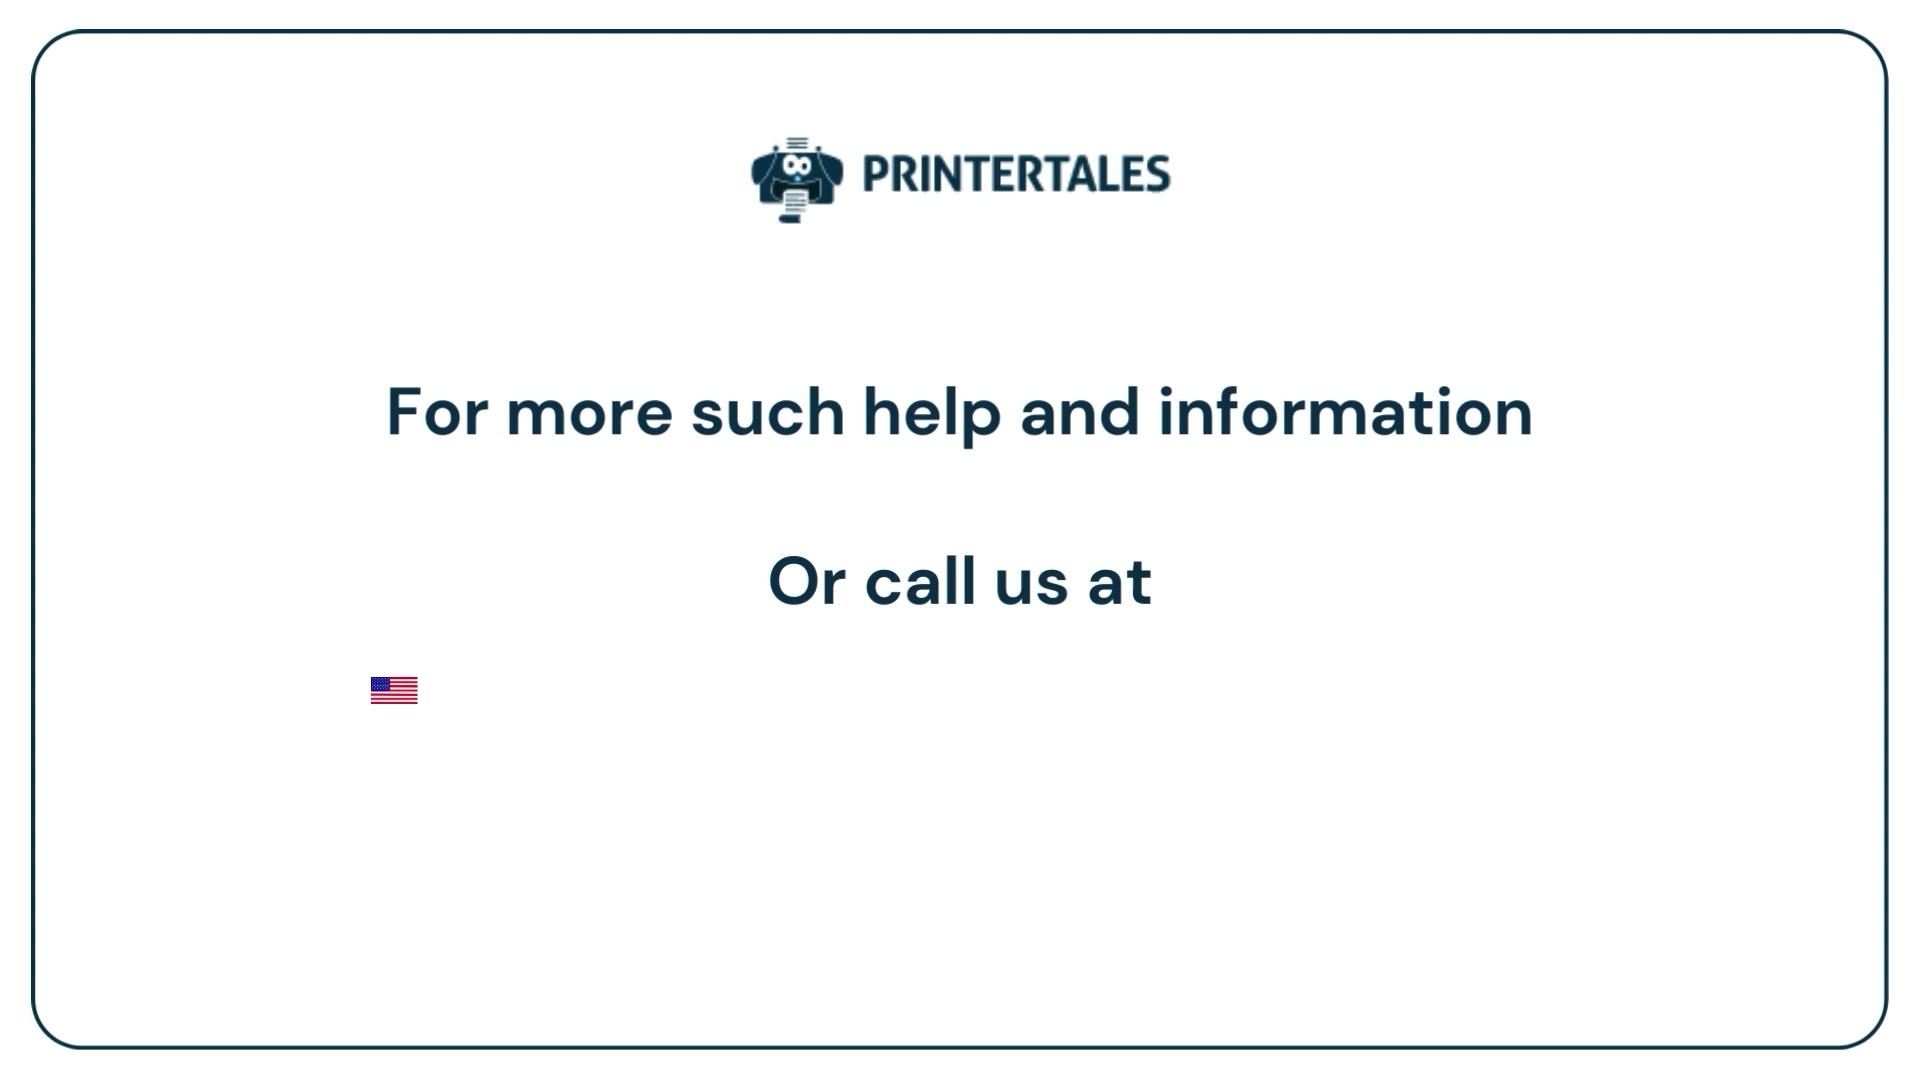 PRINTERTALES
For more such help and information
Or call us at